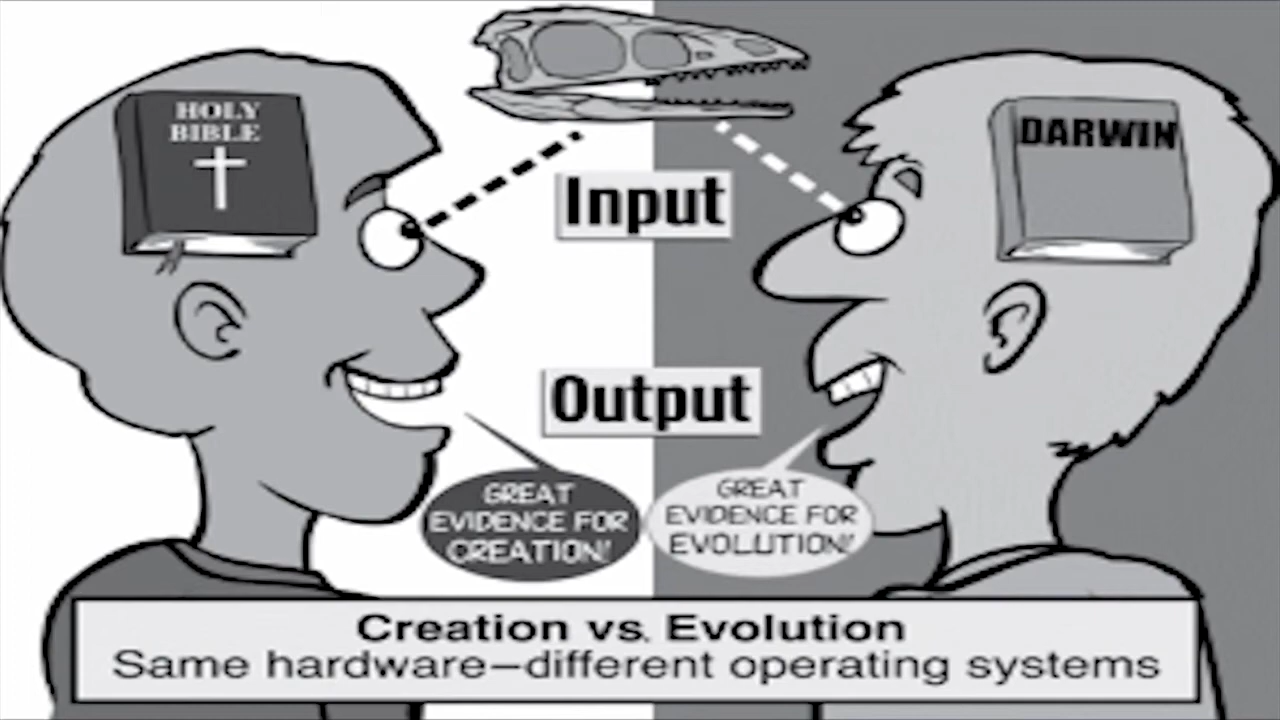 HOLY
BIBLE
DARWIN
Input
Output
GREAT
EVIDENCE FOR
CREATION!
GREAT
EVIDENCE FOR
EVOLUTION!
Creation vs. Evolution
Same hardware–different operating systems